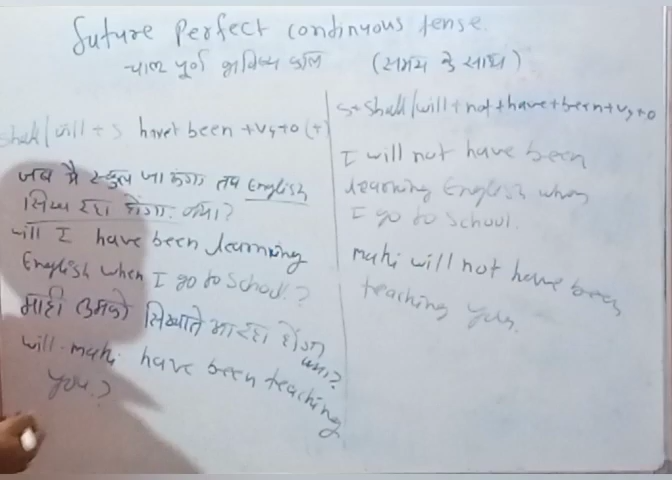 future Perfect continuous tense.
चालु पूर्ण भविष्य काल (समय के साथ)
Shall/will + S have + been + v4 + o (+)
जब मै स्कुल जा तब English
सिख रहा होगा. क्या?
will I have been learning
English when I go to School.?
माही उमको सिखाते आ रहा होगा
क्या?
will. mahi have been teaching
you.?
S + Shall/will + not + have + been + v4 + o
I will not have been
learning English when
I go to School.
mahi will not have been
teaching you.